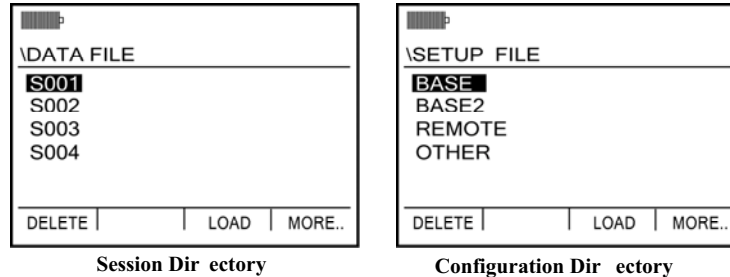 \DATA FILE
S001
S002
S003
S004
DELETE LOAD MORE..
Session Dir ectory
\SETUP FILE
BASE
BASE2
REMOTE
OTHER
DELETE LOAD MORE..
Configuration Dir ectory